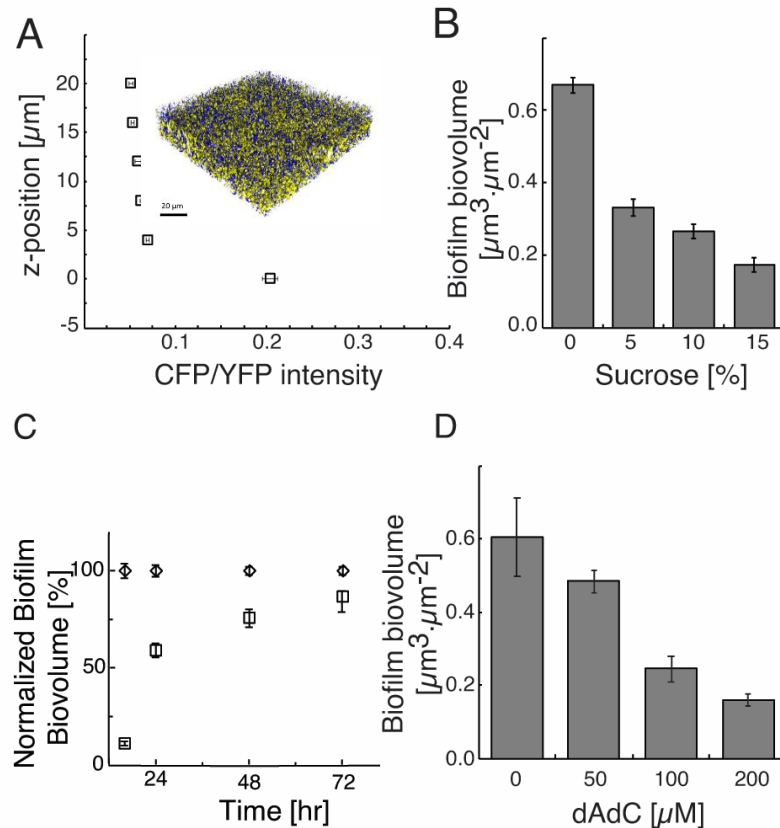 A
z-position [µm]
20
15
10
5
0
-5
20 µm
0.1 0.2 0.3 0.4
CFP/YFP intensity
B
Biofilm biovolume
[µm³.µm⁻²]
0.6
0.4
0.2
0.0
0 5 10 15
Sucrose [%]
C
Normalized Biofilm
Biovolume [%]
100
50
0
24 48 72
Time [hr]
D
Biofilm biovolume
[µm³.µm⁻²]
0.6
0.4
0.2
0.0
0 50 100 200
dAdC [µM]